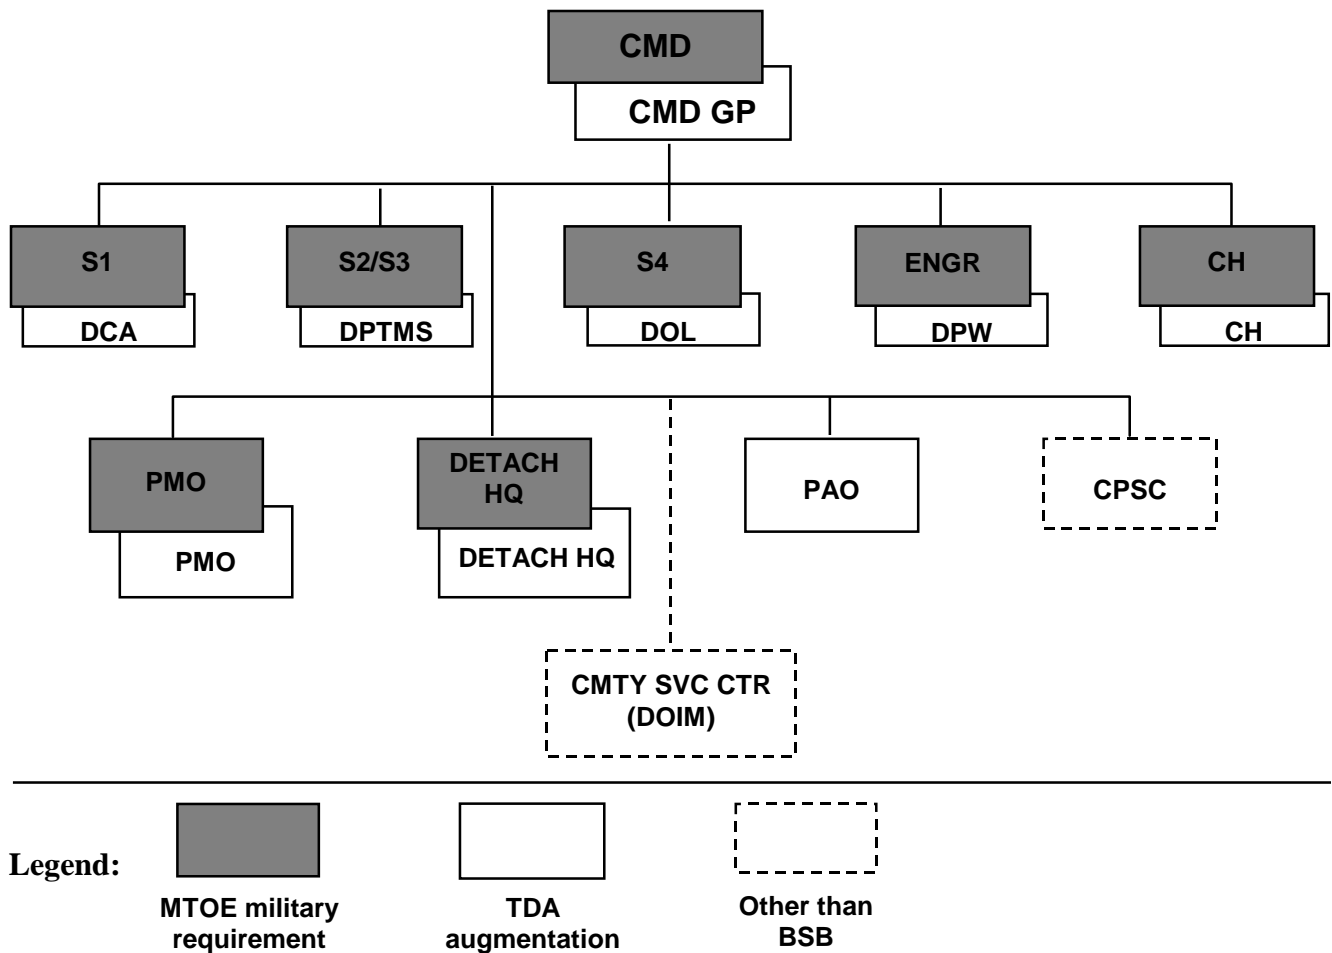 CMD
CMD GP
S1
S2/S3
S4
ENGR
CH
DCA
DPTMS
DOL
DPW
CH
PMO
DETACH
HQ
PAO
CPSC
PMO
DETACH HQ
CMTY SVC CTR
(DOIM)
Legend:
MTOE military
requirement
TDA
augmentation
Other than
BSB